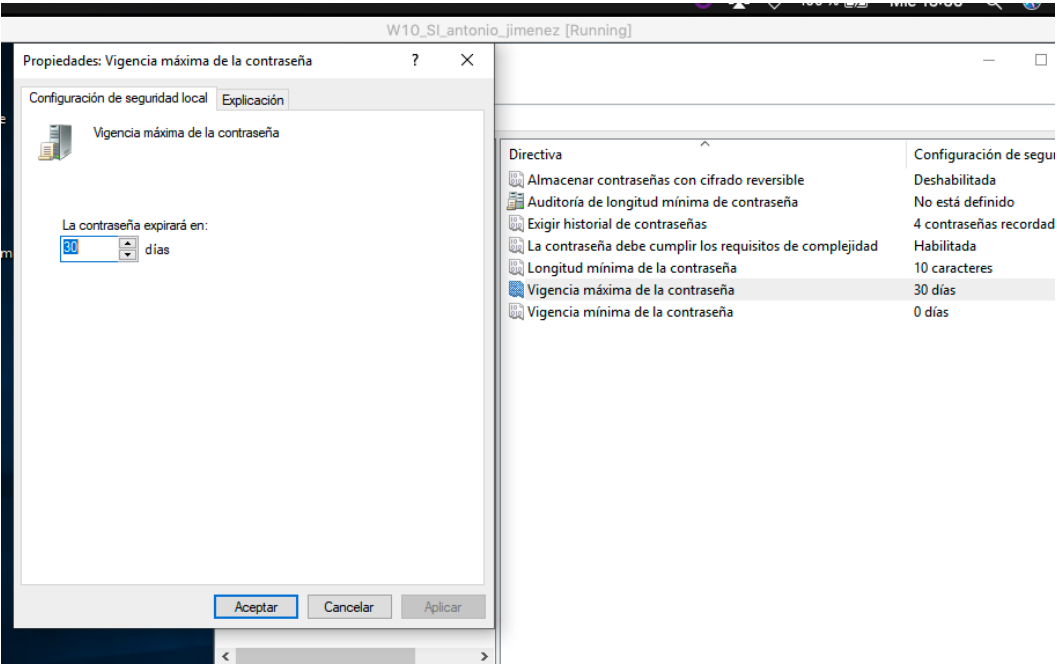 W10_SI_antonio_jimenez [Running]
Propiedades: Vigencia máxima de la contraseña
?
Configuración de seguridad local
Explicación
Vigencia máxima de la contraseña
La contraseña expirará en:
30 días
Aceptar
Cancelar
Aplicar
Directiva
Configuración de segur
Almacenar contraseñas con cifrado reversible
Deshabilitada
Auditoría de longitud mínima de contraseña
No está definido
Exigir historial de contraseñas
4 contraseñas recordad
La contraseña debe cumplir los requisitos de complejidad
Habilitada
Longitud mínima de la contraseña
10 caracteres
Vigencia máxima de la contraseña
30 días
Vigencia mínima de la contraseña
0 días